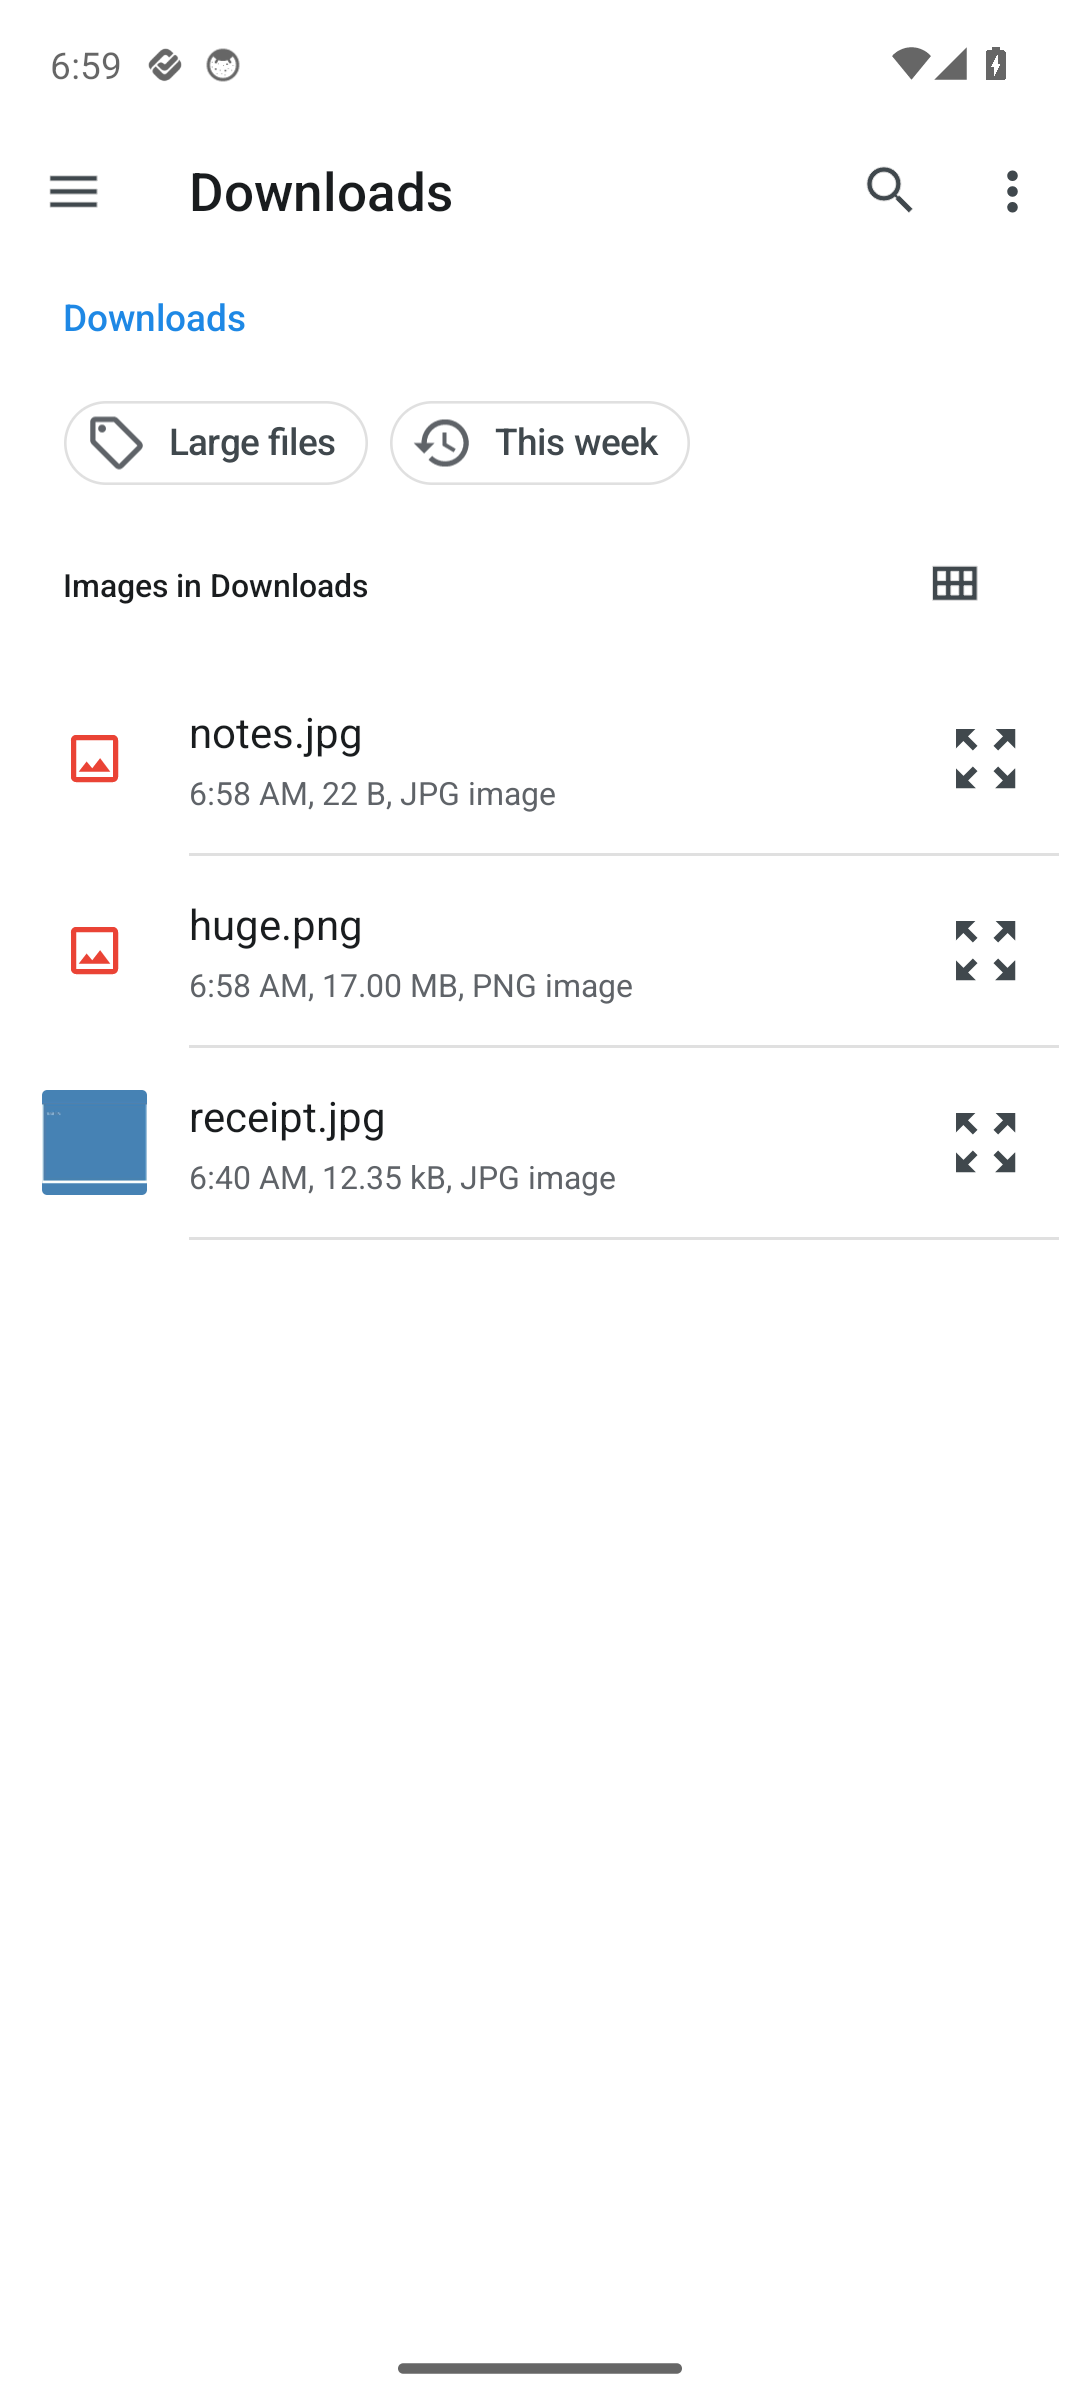 6:59
Downloads
Downloads
Large files
This week
Images in Downloads
notes.jpg
6:58 AM, 22 B, JPG image
huge.png
6:58 AM, 17.00 MB, PNG image
receipt.jpg
6:40 AM, 12.35 kB, JPG image